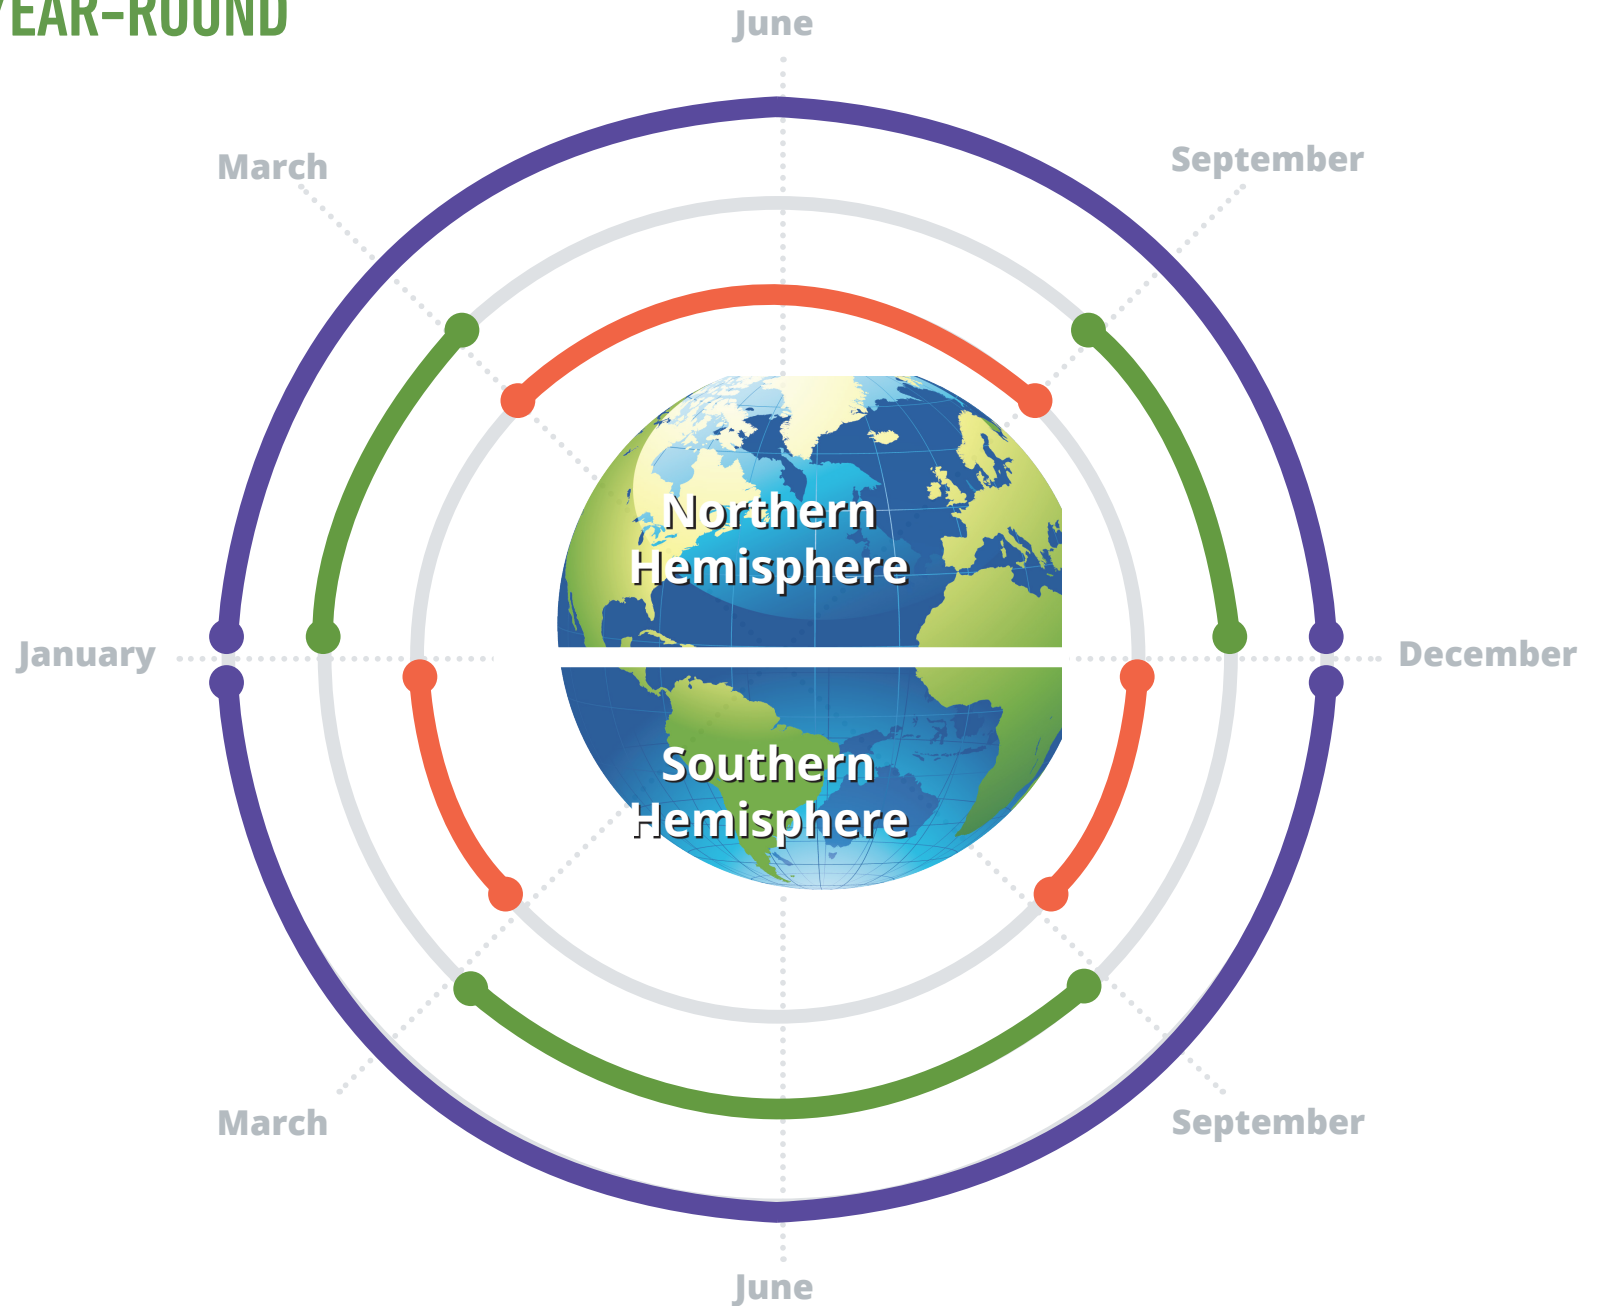 YEAR–ROUND
June
March
September
Northern
Hemisphere
January
December
Southern
Hemisphere
March
September
June